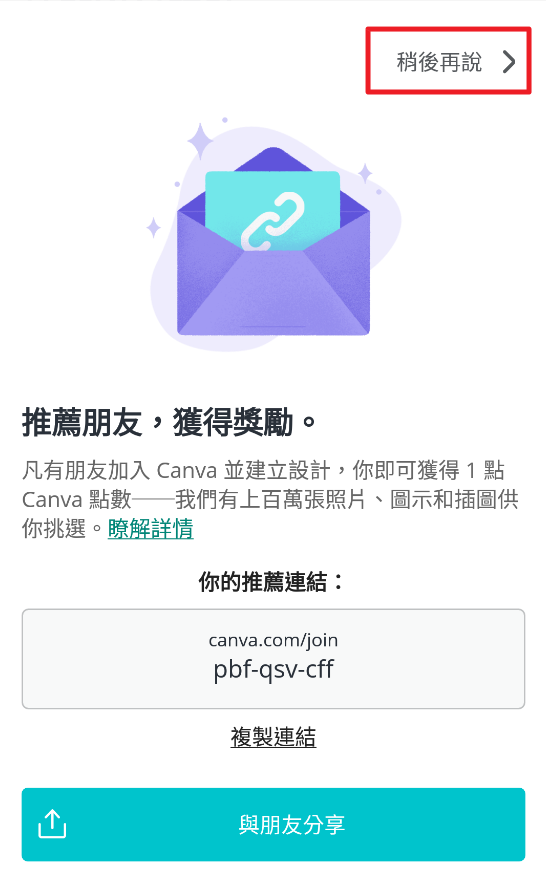 稍後再說
推薦朋友，獲得獎勵。
凡有朋友加入 Canva 並建立設計，你即可獲得 1 點
Canva 點數──我們有上百萬張照片、圖示和插圖供
你挑選。瞭解詳情
你的推薦連結：
canva.com/join
pbf-qsv-cff
複製連結
與朋友分享